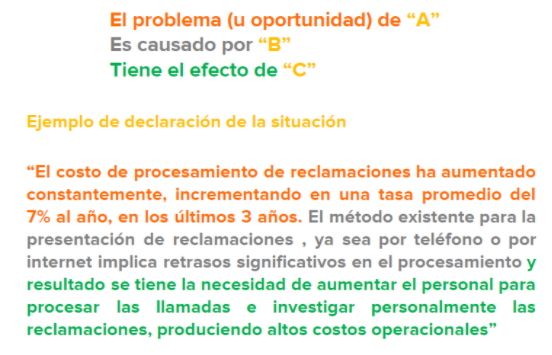 El problema (u oportunidad) de “A”
Es causado por “B”
Tiene el efecto de “C”
Ejemplo de declaración de la situación
“El costo de procesamiento de reclamaciones ha aumentado
constantemente, incrementando en una tasa promedio del
7% al año, en los últimos 3 años. El método existente para la
presentación de reclamaciones , ya sea por teléfono o por
internet implica retrasos significativos en el procesamiento y
resultado se tiene la necesidad de aumentar el personal para
procesar las llamadas e investigar personalmente las
reclamaciones, produciendo altos costos operacionales”